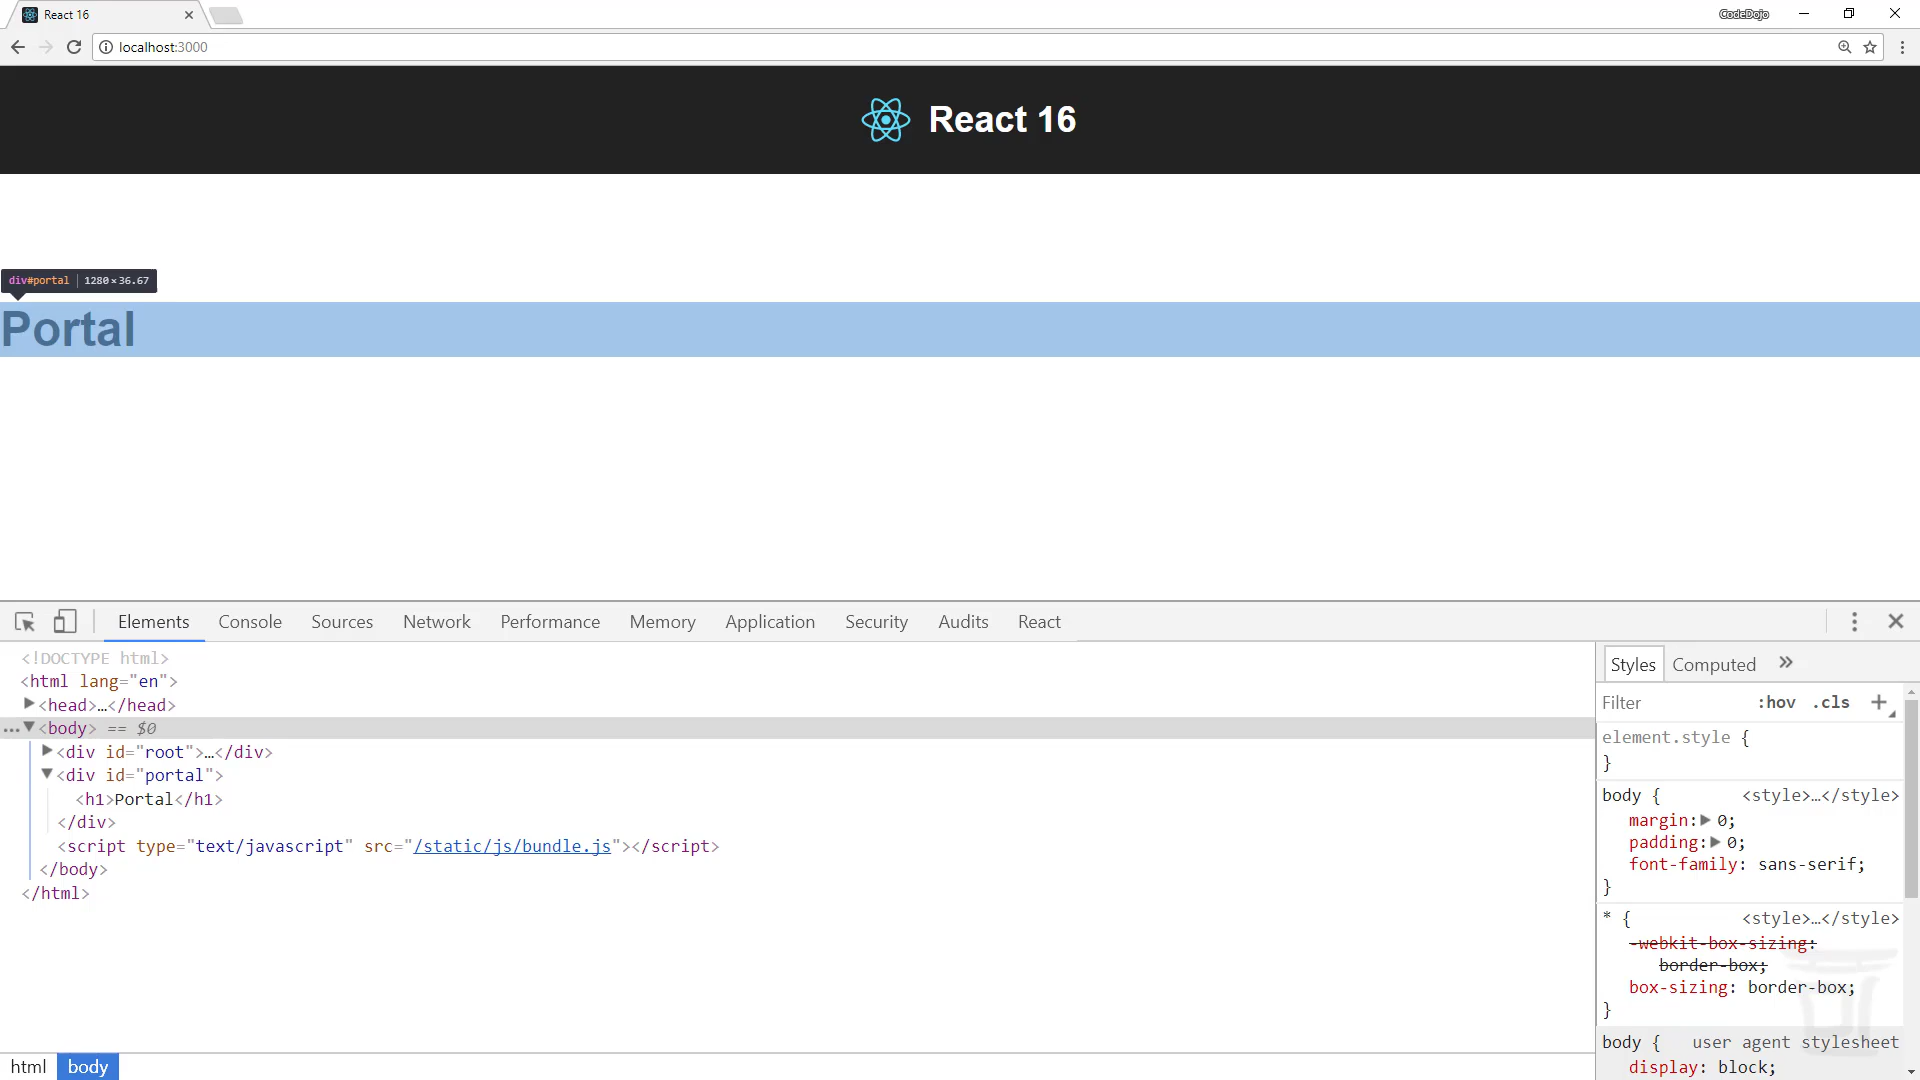 React 16
CodeDojo
localhost:3000
React 16
div#portal 1280×36.67
Portal
Elements Console Sources Network Performance Memory Application Security Audits React
<!DOCTYPE html>
<html lang="en">
<head>…</head>
<body> == $0
<div id="root">…</div>
<div id="portal">
<h1>Portal</h1>
</div>
<script type="text/javascript" src="/static/js/bundle.js"></script>
</body>
</html>
html body
Styles Computed »
Filter :hov .cls +
element.style {
}
body { <style>…</style>
margin: 0;
padding: 0;
font-family: sans-serif;
}
* { <style>…</style>
-webkit-box-sizing:
border-box;
box-sizing: border-box;
}
body { user agent stylesheet
display: block;